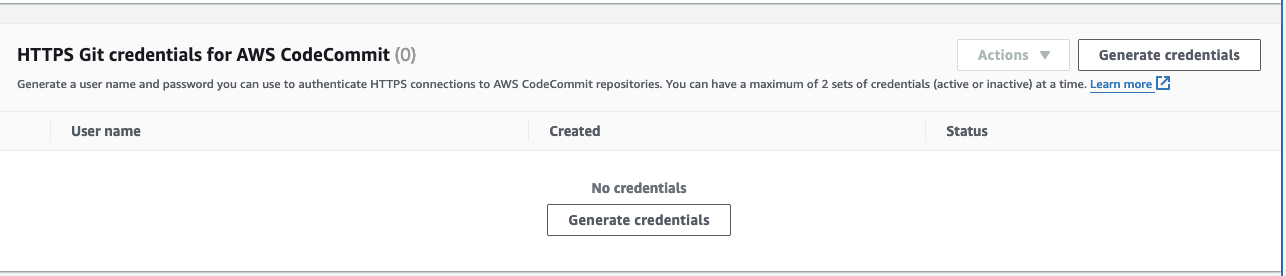 HTTPS Git credentials for AWS CodeCommit (0)
Actions
Generate credentials
Generate a user name and password you can use to authenticate HTTPS connections to AWS CodeCommit repositories. You can have a maximum of 2 sets of credentials (active or inactive) at a time. Learn more
User name
Created
Status
No credentials
Generate credentials